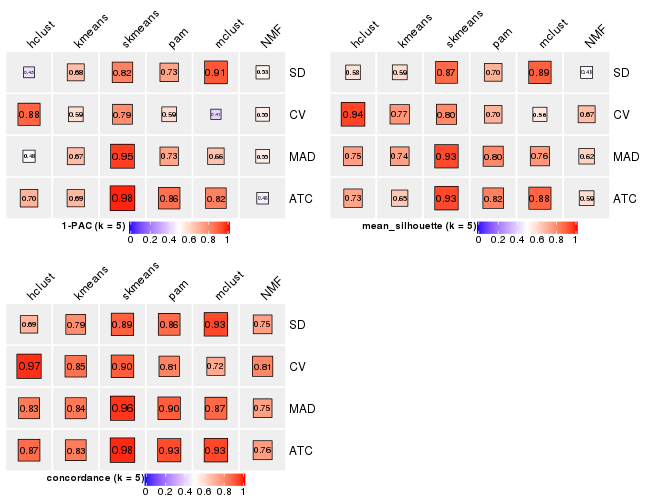 hclust kmeans skmeans pam mclust NMF
0.68 0.82 0.73 0.91 0.53 SD
0.88 0.59 0.79 0.59 0.55 CV
0.48 0.67 0.95 0.73 0.66 0.55 MAD
0.70 0.69 0.98 0.86 0.82 0.48 ATC
1-PAC (k = 5)
0 0.2 0.4 0.6 0.8 1
hclust kmeans skmeans pam mclust NMF
0.58 0.59 0.87 0.70 0.89 SD
0.94 0.77 0.80 0.70 0.56 0.67 CV
0.75 0.74 0.93 0.80 0.76 0.62 MAD
0.73 0.65 0.93 0.82 0.88 0.59 ATC
mean_silhouette (k = 5)
0 0.2 0.4 0.6 0.8 1
hclust kmeans skmeans pam mclust NMF
0.69 0.79 0.89 0.86 0.93 0.75 SD
0.97 0.85 0.90 0.81 0.72 0.81 CV
0.83 0.84 0.96 0.90 0.87 0.75 MAD
0.87 0.83 0.98 0.93 0.93 0.76 ATC
concordance (k = 5)
0 0.2 0.4 0.6 0.8 1